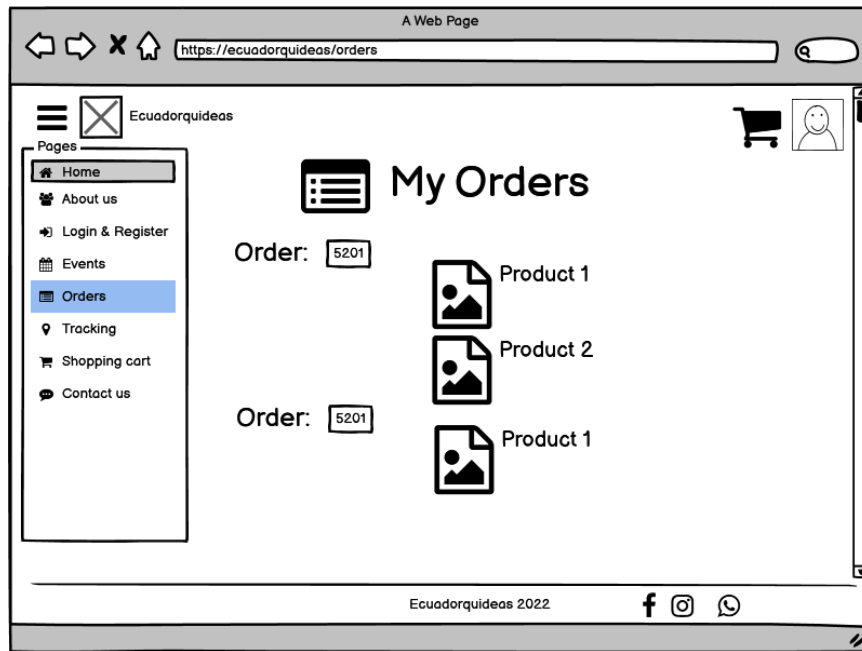 A Web Page
https://ecuadorquideas/orders
Ecuadorquideas
Pages
Home
About us
Login & Register
Events
Orders
Tracking
Shopping cart
Contact us
My Orders
Order: 5201
Product 1
Product 2
Order: 5201
Product 1
Ecuadorquideas 2022